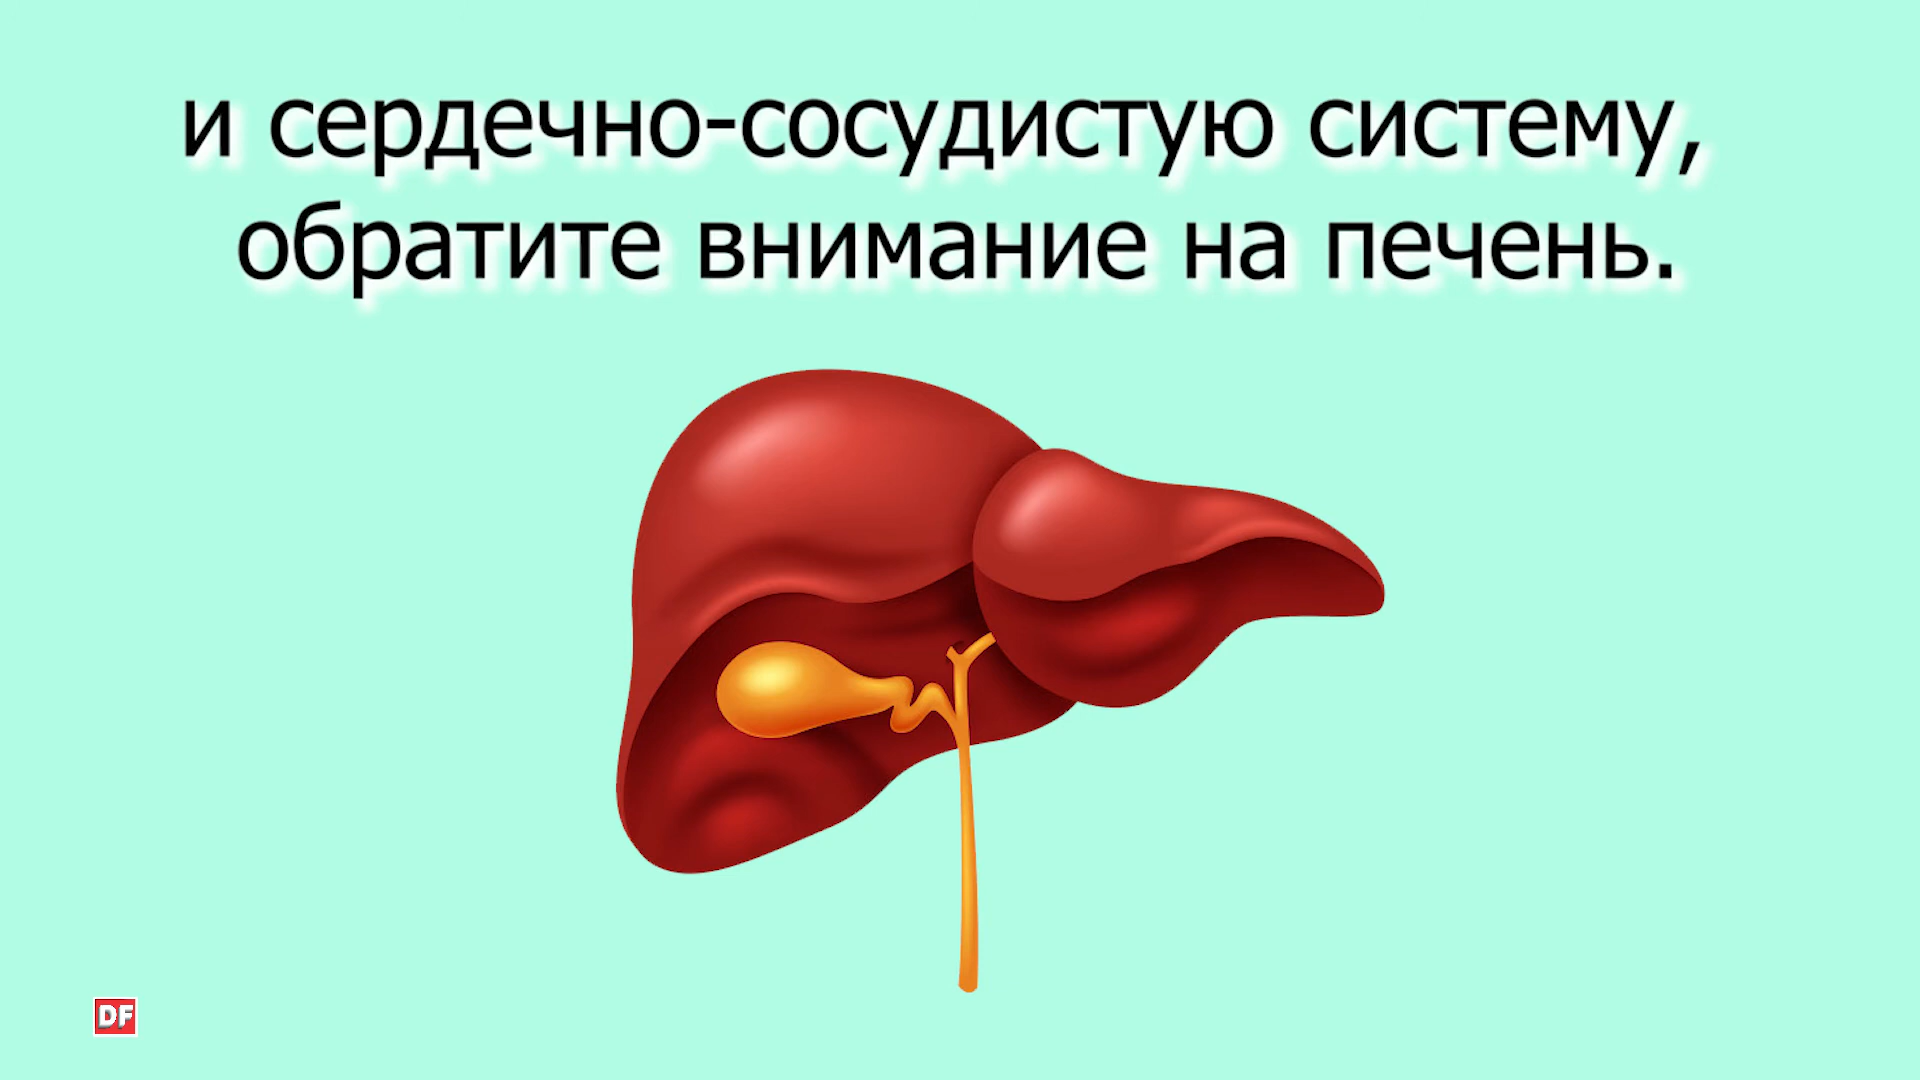 и сердечно-сосудистую систему,
обратите внимание на печень.
DF